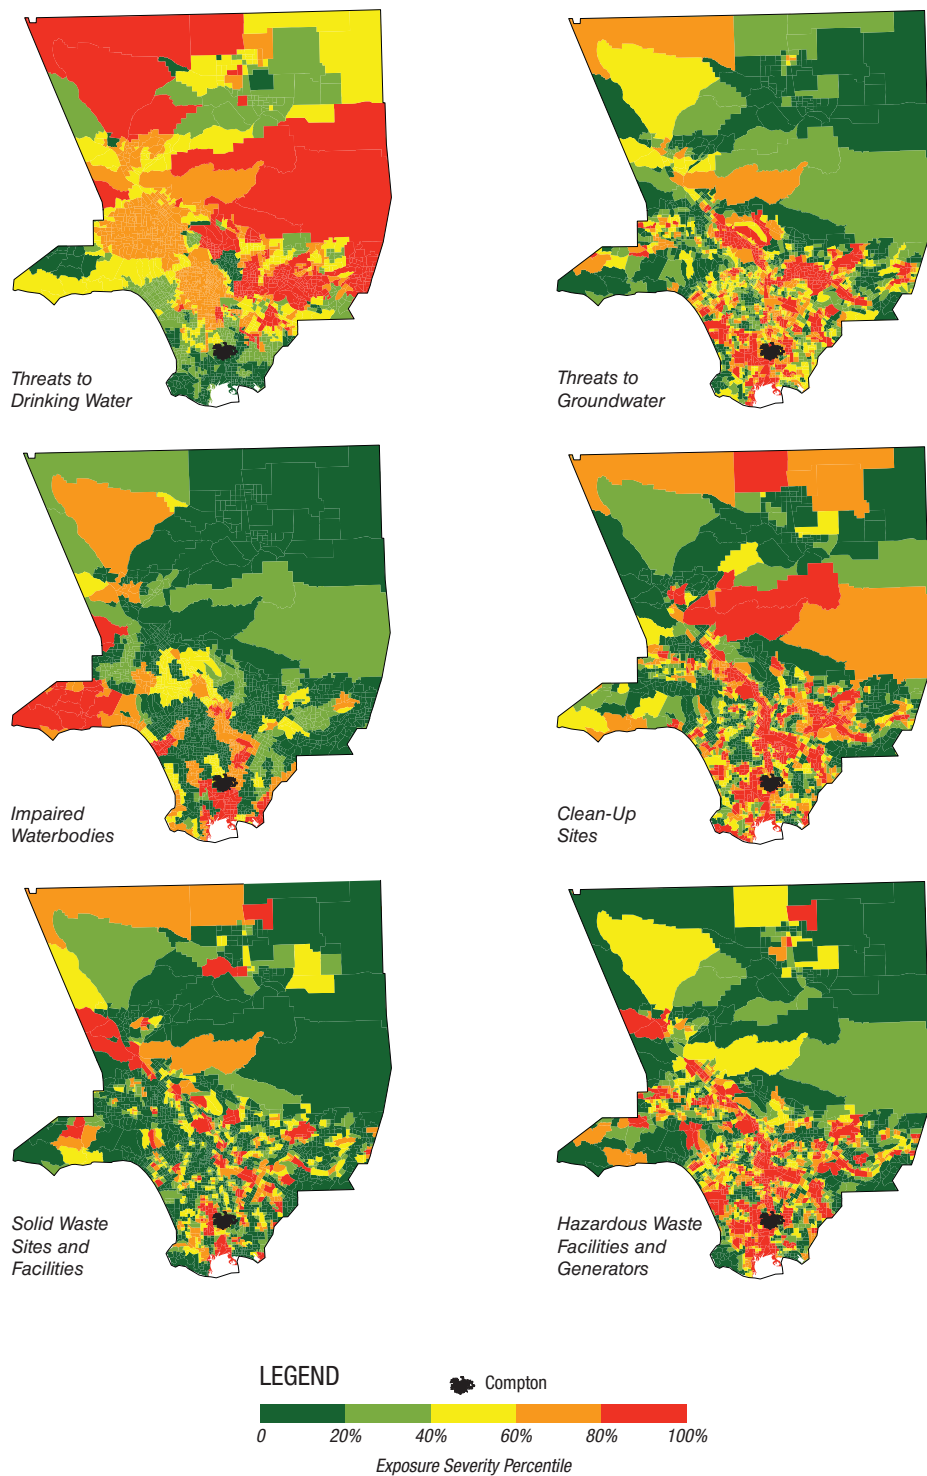 Threats to
Drinking Water
Threats to
Groundwater
Impaired
Waterbodies
Clean-Up
Sites
Solid Waste
Sites and
Facilities
Hazardous Waste
Facilities and
Generators
LEGEND
Compton
0 20% 40% 60% 80% 100%
Exposure Severity Percentile